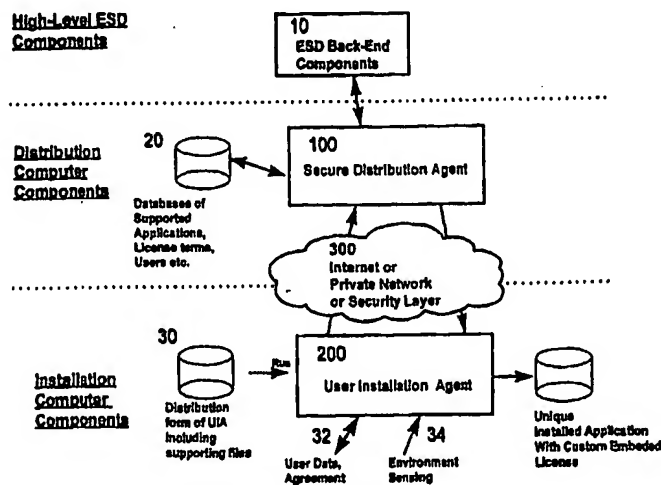 High-Level ESD
Components
10
ESD Back-End
Components
Distribution
Computer
Components
20
Databases of
Supported
Applications,
License terms,
Users etc.
100
Secure Distribution Agent
300
Internet or
Private Network
or Security Layer
Installation
Computer
Components
30
Distribution
form of UIA
including
supporting files
Run
200
User Installation Agent
32
User Data,
Agreement
34
Environment
Sensing
Unique
Installed Application
With Custom Embeded
License